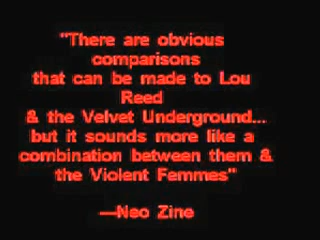 "There are obvious
comparisons
that can be made to Lou
Reed
& the Velvet Underground...
but it sounds more like a
combination between them &
the Violent Femmes"
—Neo Zine